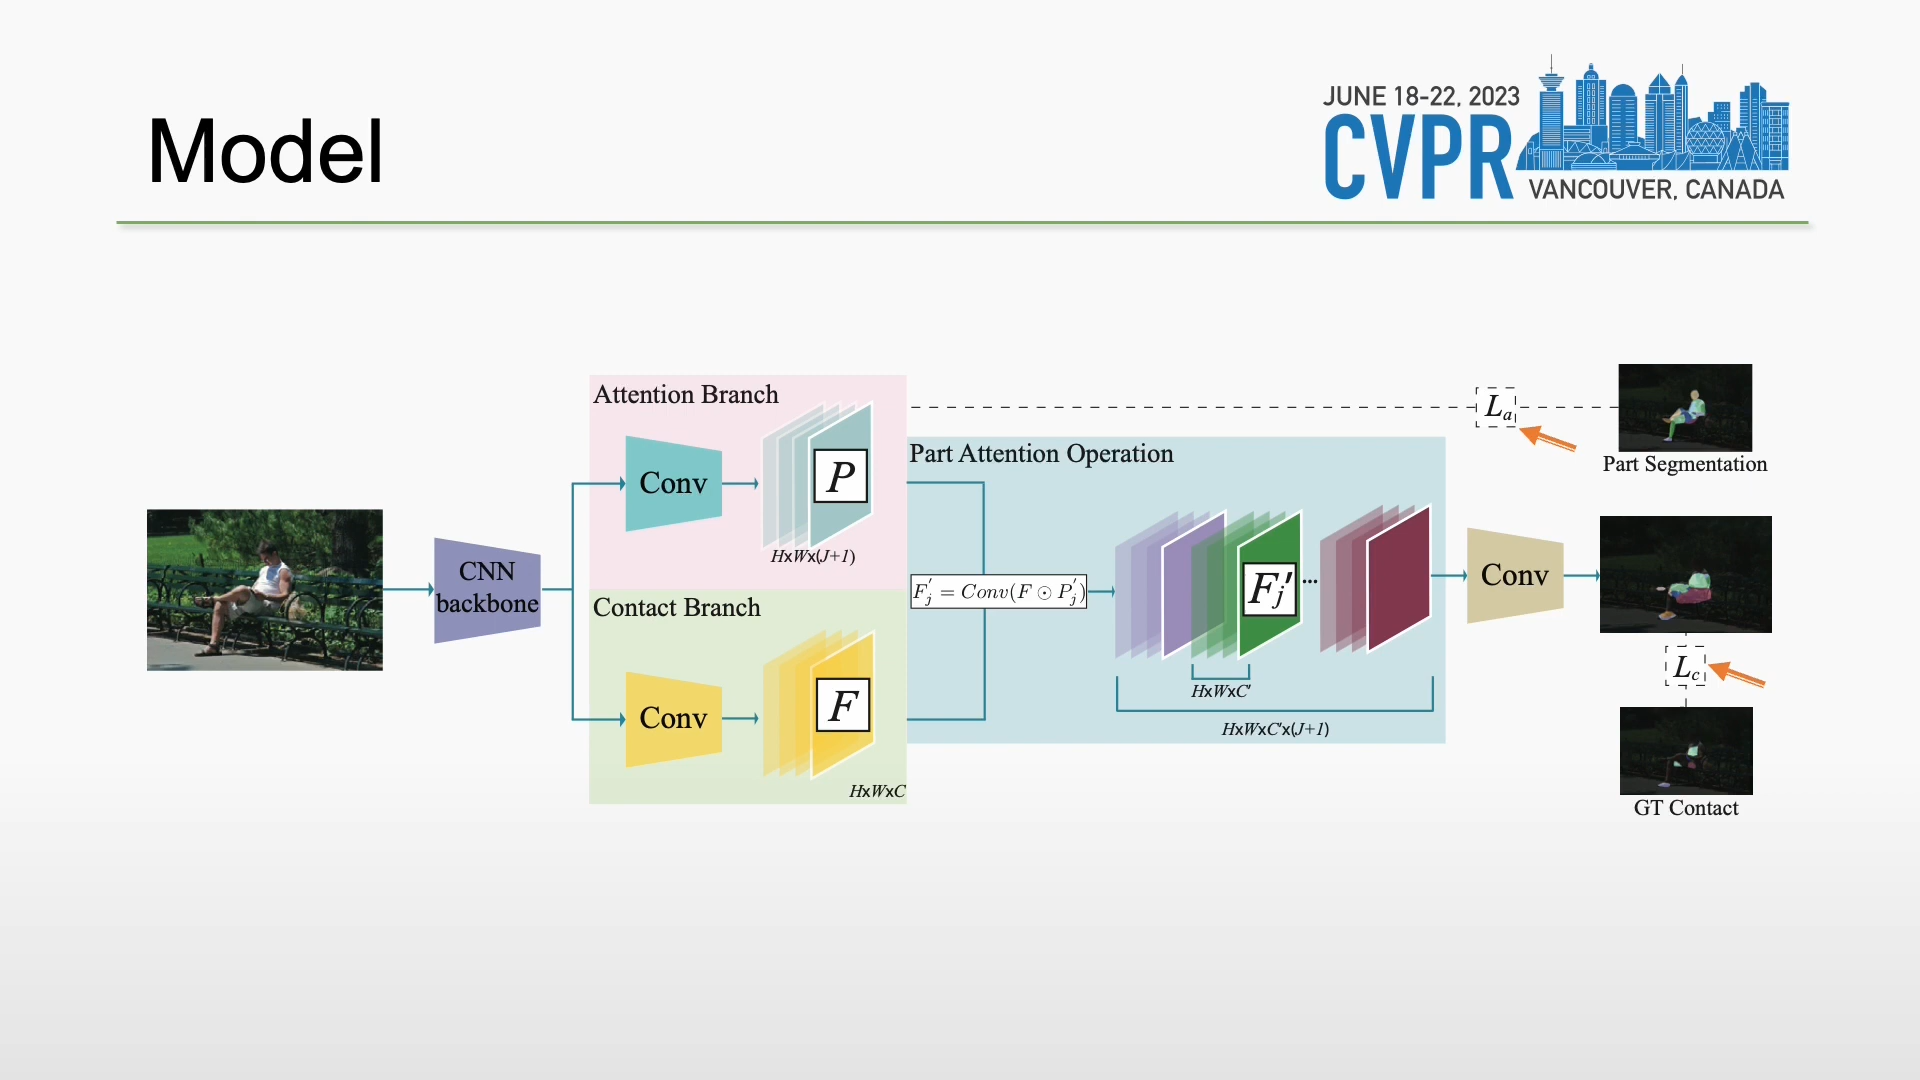 JUNE 18-22, 2023
CVPR
VANCOUVER, CANADA
Model
Attention Branch
Conv
P
HxWx(J+1)
CNN
backbone
Contact Branch
Conv
F
HxWxC
Part Attention Operation
F'_j = Conv(F ⊙ P'_j)
F'_j
...
HxWxC'
HxWxC'x(J+1)
Conv
L_a
Part Segmentation
L_c
GT Contact